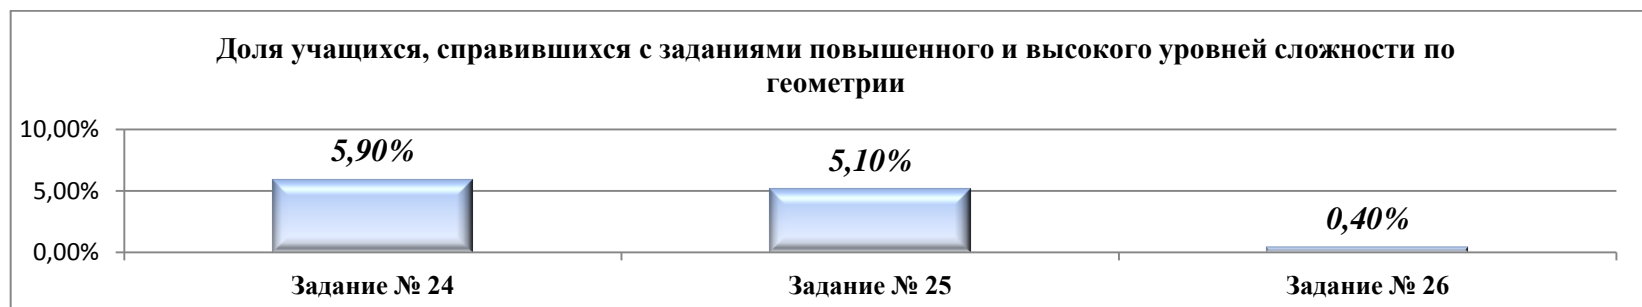 Доля учащихся, справившихся с заданиями повышенного и высокого уровней сложности по
геометрии
10,00%
5,90%
5,10%
5,00%
0,40%
0,00%
Задание № 24
Задание № 25
Задание № 26